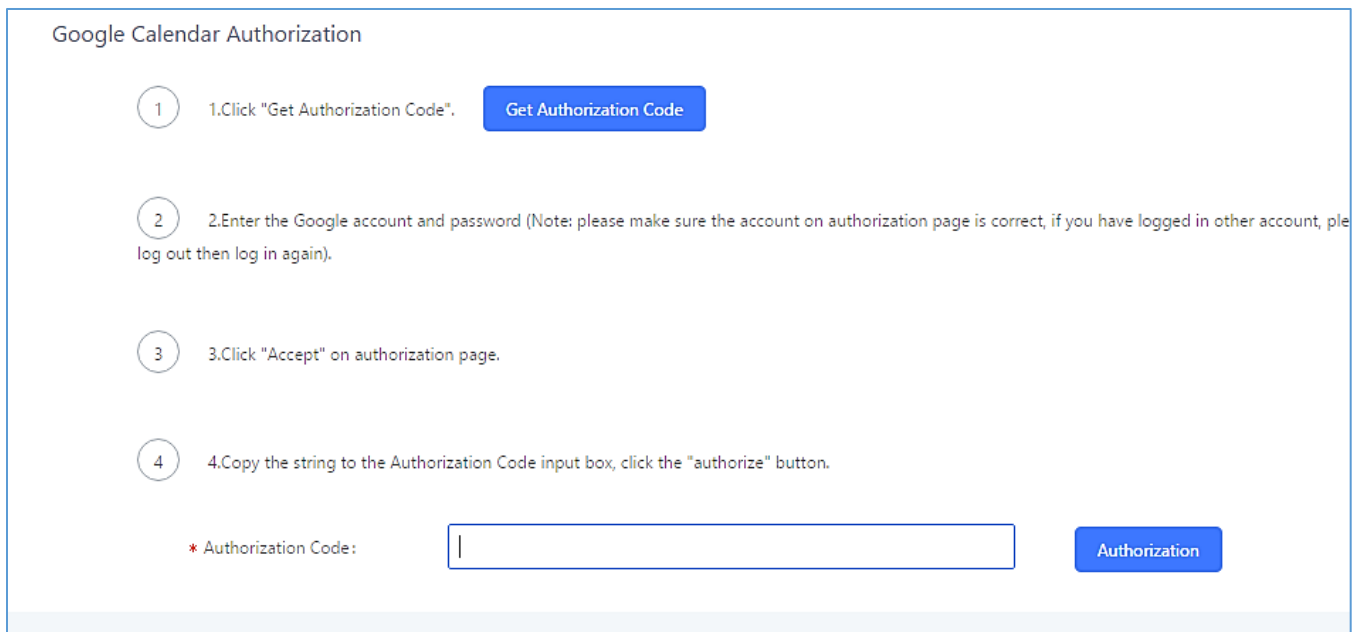 Google Calendar Authorization
1 1.Click "Get Authorization Code". Get Authorization Code
2 2.Enter the Google account and password (Note: please make sure the account on authorization page is correct, if you have logged in other account, ple
log out then log in again).
3 3.Click "Accept" on authorization page.
4 4.Copy the string to the Authorization Code input box, click the "authorize" button.
* Authorization Code: Authorization